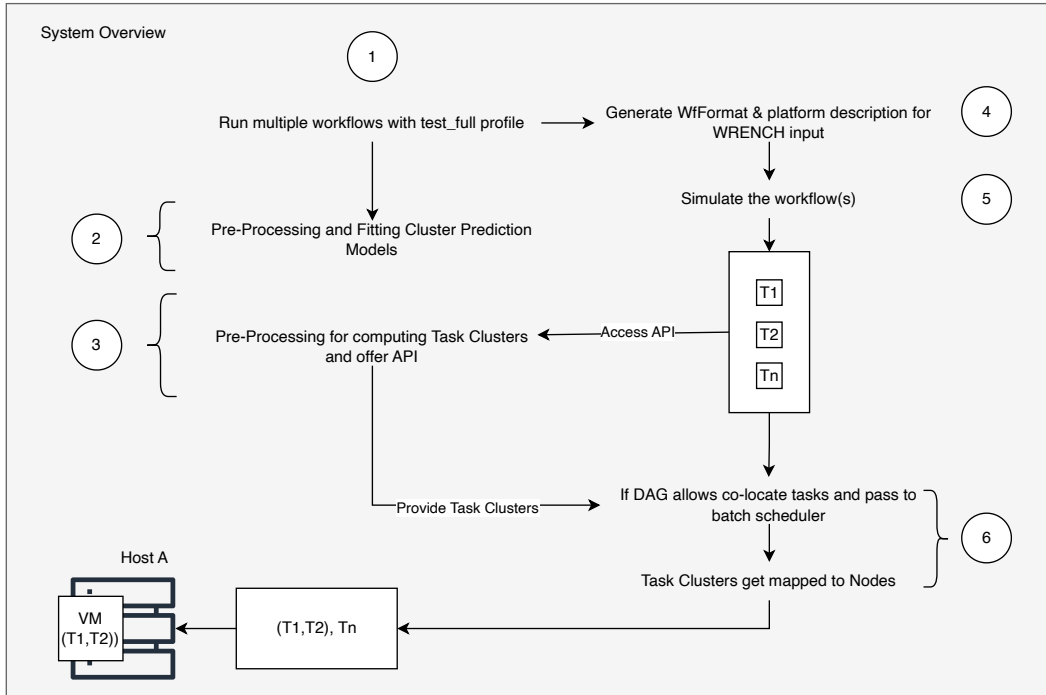 System Overview
1
Run multiple workflows with test_full profile
Generate WfFormat & platform description for
WRENCH input
4
Simulate the workflow(s)
5
2
Pre-Processing and Fitting Cluster Prediction
Models
T1
T2
Tn
3
Pre-Processing for computing Task Clusters
and offer API
Access API
Provide Task Clusters
If DAG allows co-locate tasks and pass to
batch scheduler
6
Task Clusters get mapped to Nodes
Host A
VM
(T1,T2))
(T1,T2), Tn